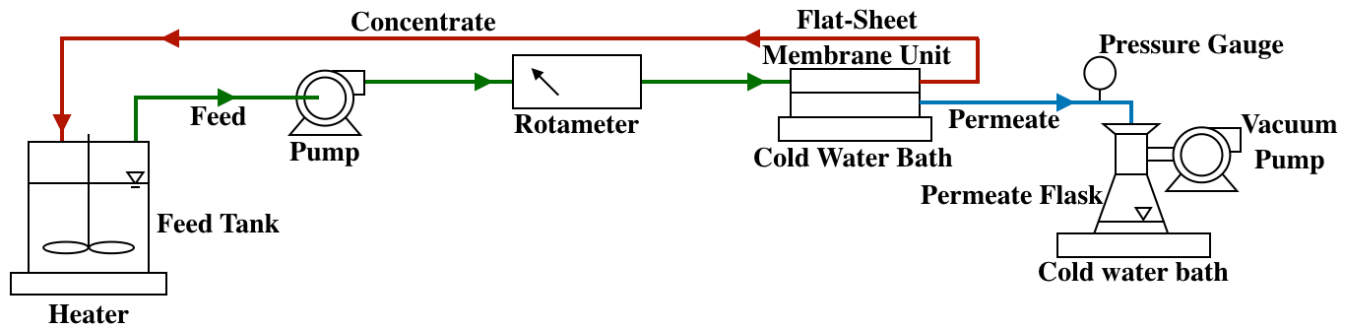 Concentrate
Flat-Sheet
Membrane Unit
Pressure Gauge
Feed
Pump
Rotameter
Cold Water Bath
Permeate
Vacuum
Pump
Permeate Flask
Feed Tank
Cold water bath
Heater